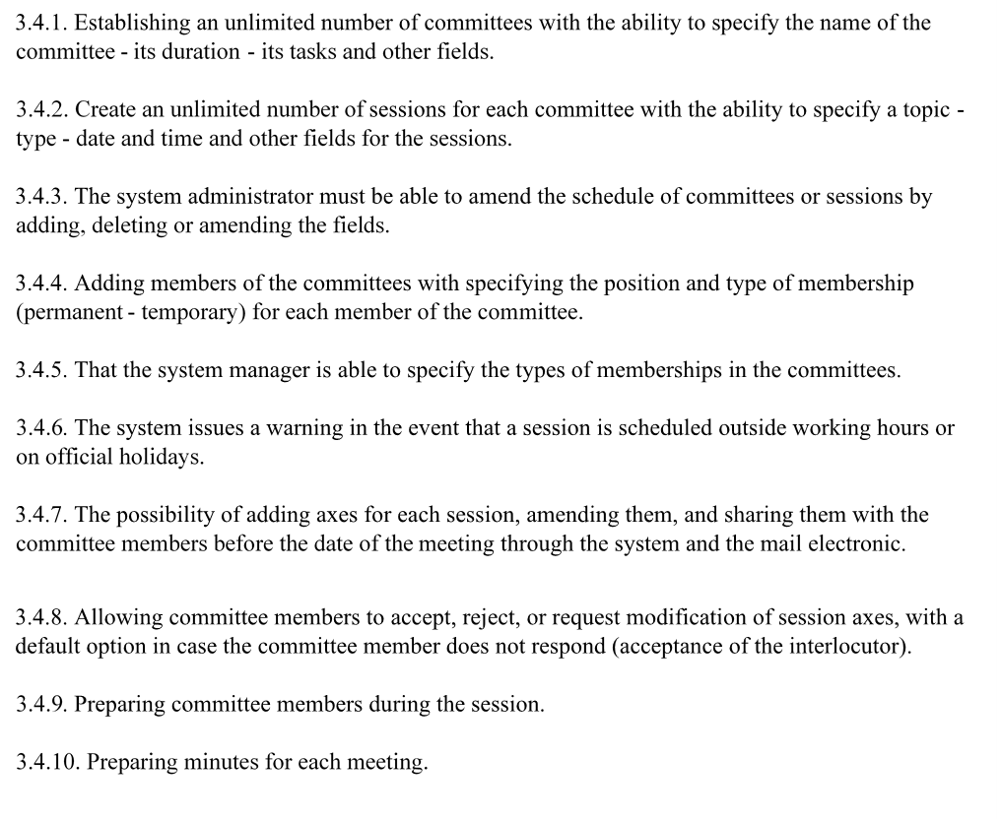 3.4.1. Establishing an unlimited number of committees with the ability to specify the name of the
committee - its duration - its tasks and other fields.
3.4.2. Create an unlimited number of sessions for each committee with the ability to specify a topic -
type - date and time and other fields for the sessions.
3.4.3. The system administrator must be able to amend the schedule of committees or sessions by
adding, deleting or amending the fields.
3.4.4. Adding members of the committees with specifying the position and type of membership
(permanent - temporary) for each member of the committee.
3.4.5. That the system manager is able to specify the types of memberships in the committees.
3.4.6. The system issues a warning in the event that a session is scheduled outside working hours or
on official holidays.
3.4.7. The possibility of adding axes for each session, amending them, and sharing them with the
committee members before the date of the meeting through the system and the mail electronic.
3.4.8. Allowing committee members to accept, reject, or request modification of session axes, with a
default option in case the committee member does not respond (acceptance of the interlocutor).
3.4.9. Preparing committee members during the session.
3.4.10. Preparing minutes for each meeting.